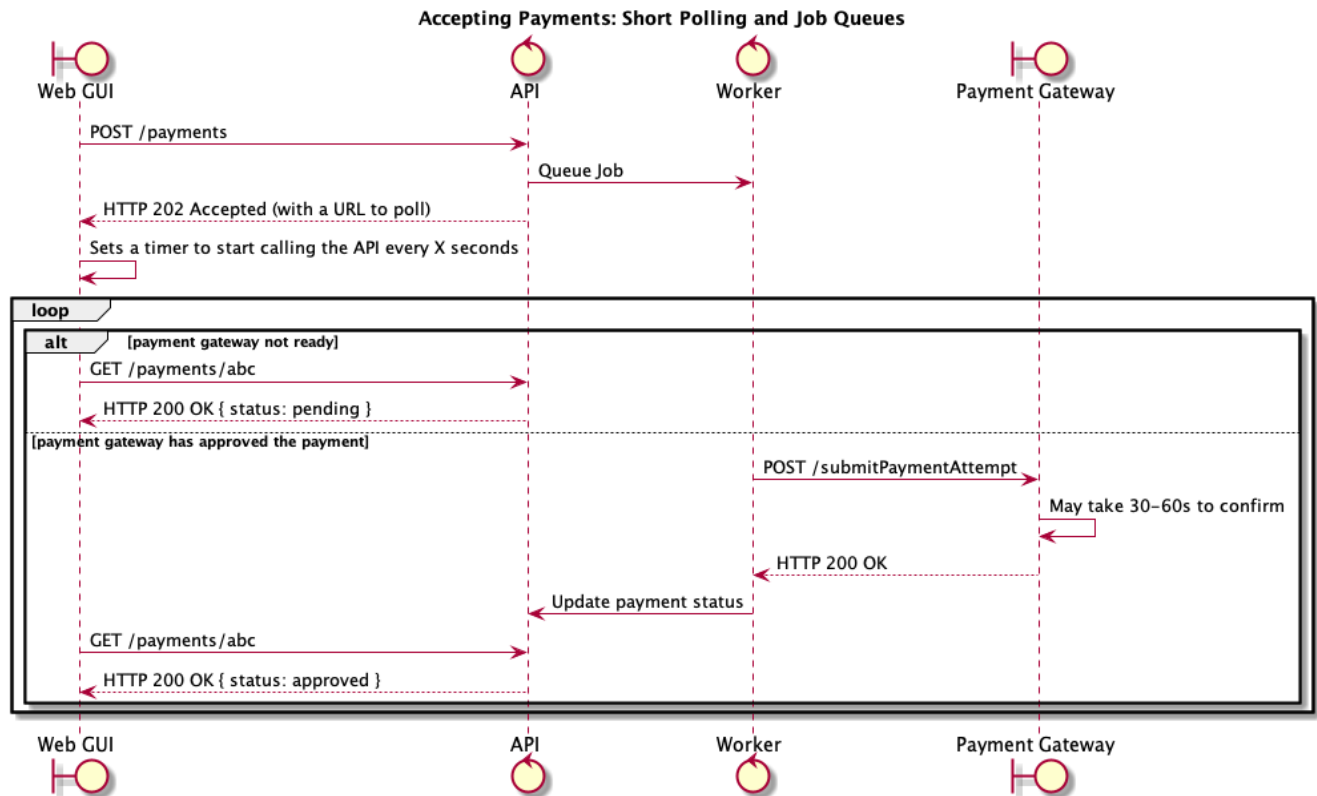 Accepting Payments: Short Polling and Job Queues
Web GUI
API
Worker
Payment Gateway
POST /payments
Queue Job
HTTP 202 Accepted (with a URL to poll)
Sets a timer to start calling the API every X seconds
loop
alt
[payment gateway not ready]
GET /payments/abc
HTTP 200 OK { status: pending }
[payment gateway has approved the payment]
POST /submitPaymentAttempt
May take 30-60s to confirm
HTTP 200 OK
Update payment status
GET /payments/abc
HTTP 200 OK { status: approved }
Web GUI
API
Worker
Payment Gateway